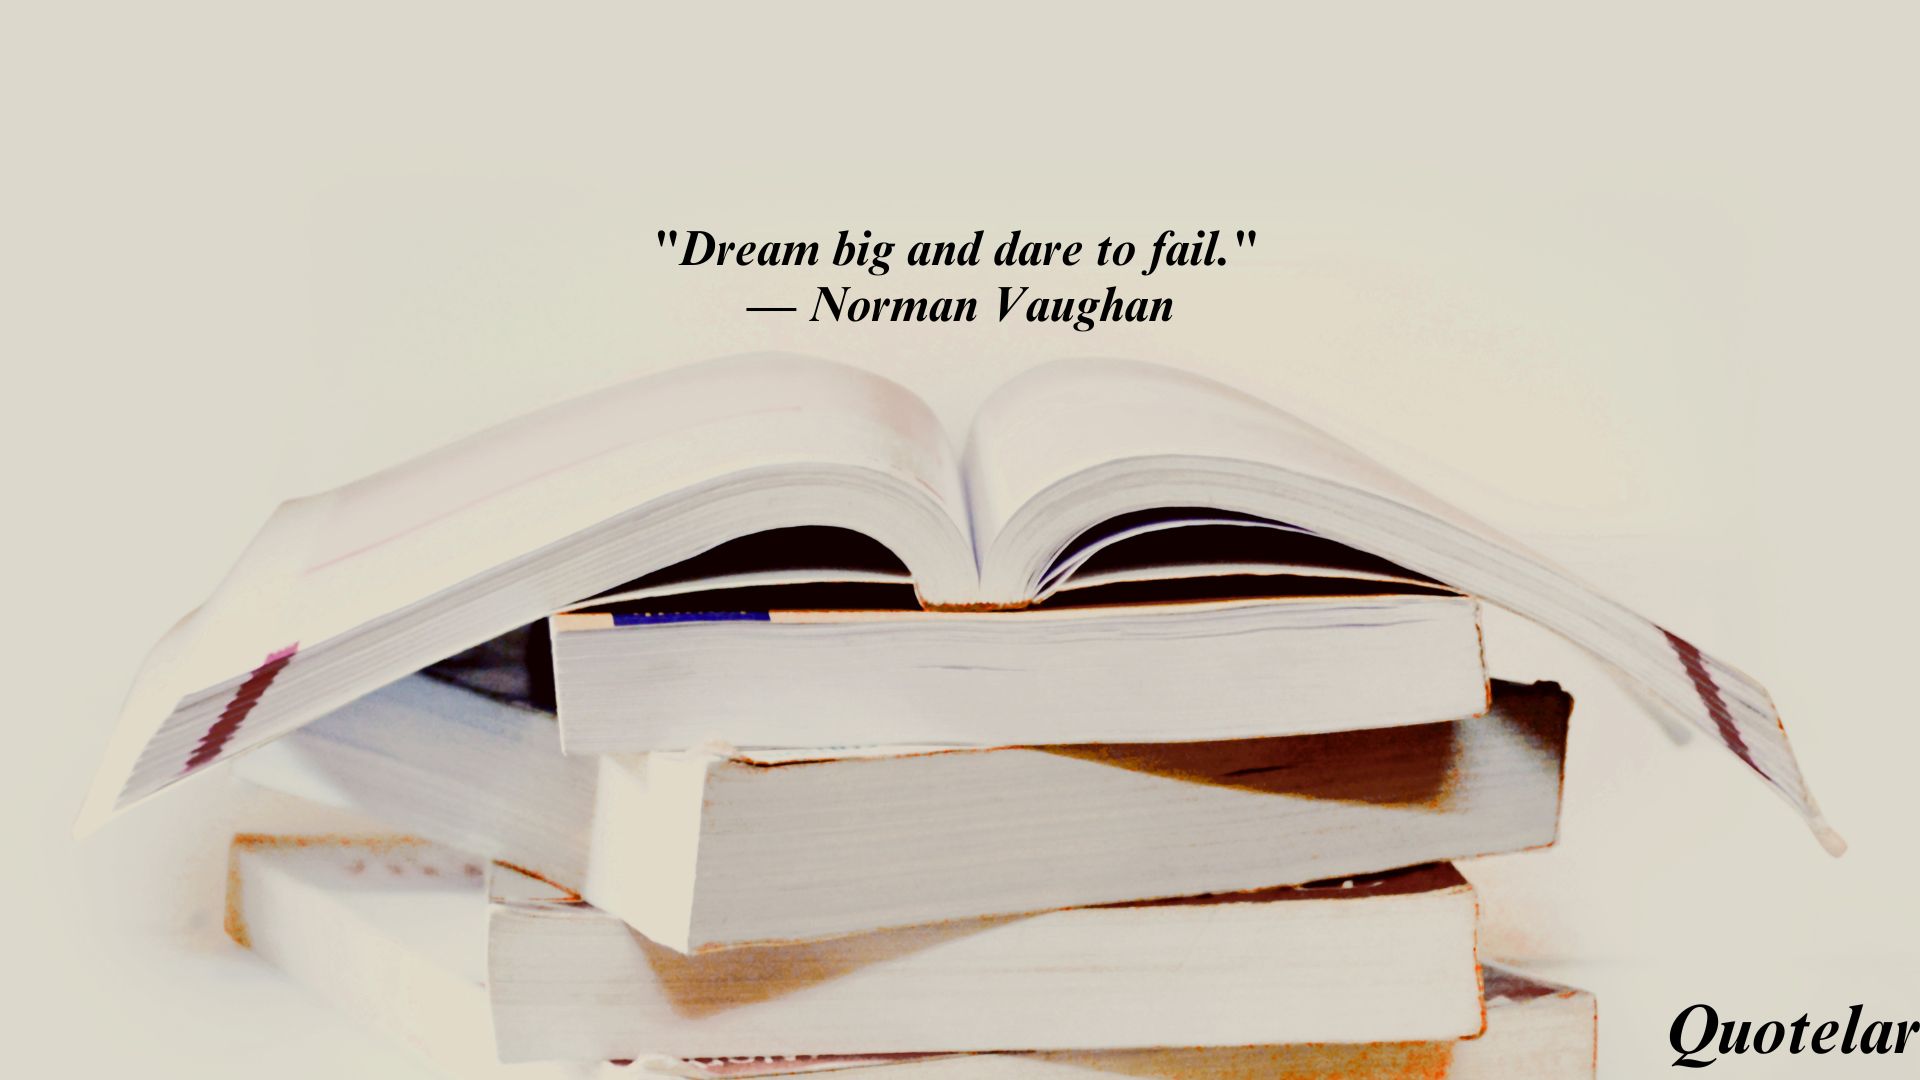 "Dream big and dare to fail."
— Norman Vaughan
Quotelar